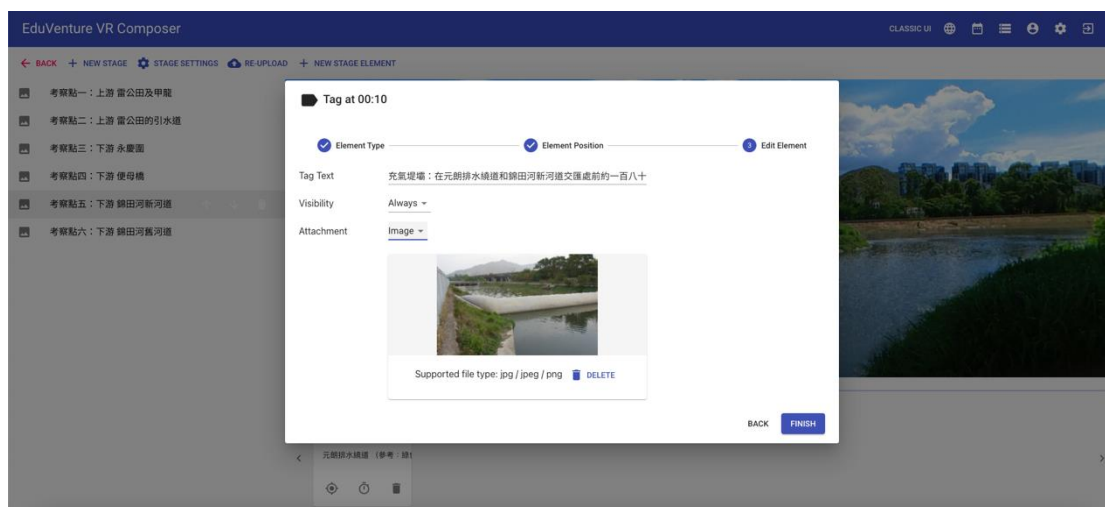 EduVenture VR Composer
CLASSIC UI
BACK
NEW STAGE
STAGE SETTINGS
RE-UPLOAD
NEW STAGE ELEMENT
考察點一：上游 雷公田及甲龍
考察點二：上游 雷公田的引水道
考察點三：下游 永慶圍
考察點四：下游 便母橋
考察點五：下游 錦田河新河道
考察點六：下游 錦田河舊河道
Tag at 00:10
Element Type
Element Position
3 Edit Element
Tag Text
充氣堤壩：在元朗排水繞道和錦田河新河道交匯處前約一百八十
Visibility
Always
Attachment
Image
Supported file type: jpg / jpeg / png
DELETE
BACK
FINISH
元朗排水繞道 （參考：